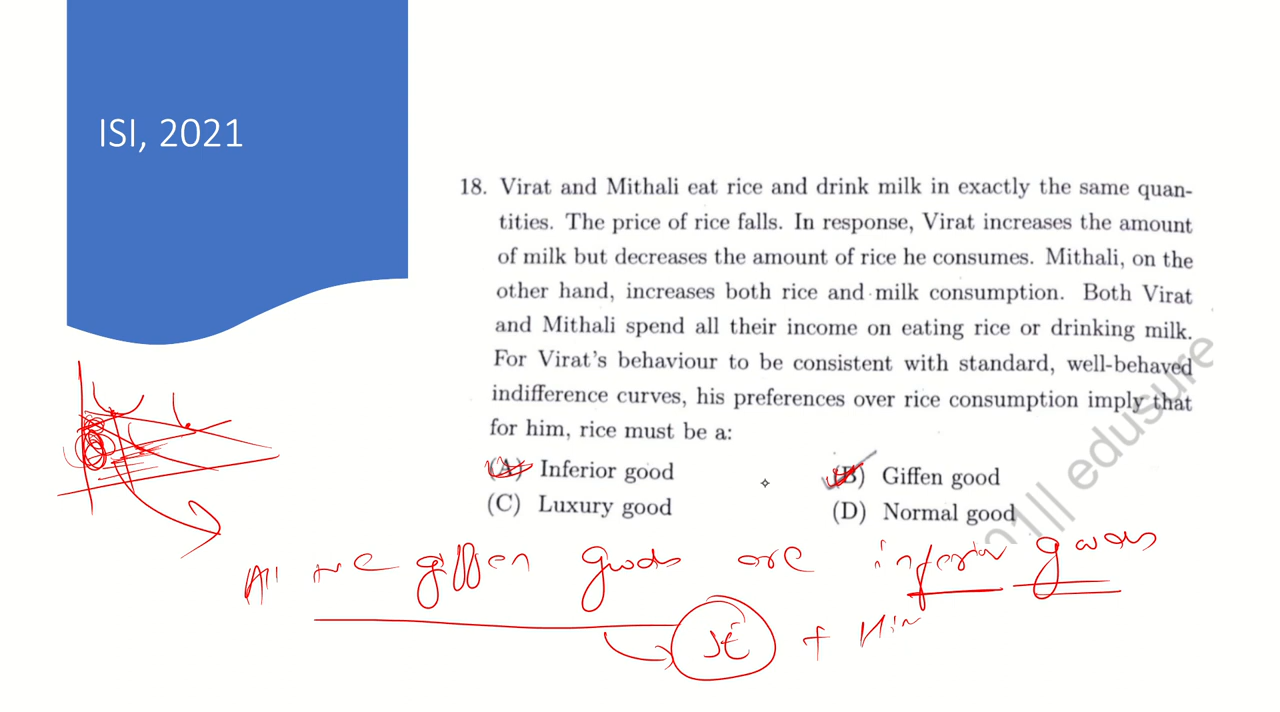 ISI, 2021
18. Virat and Mithali eat rice and drink milk in exactly the same quan-
tities. The price of rice falls. In response, Virat increases the amount
of milk but decreases the amount of rice he consumes. Mithali, on the
other hand, increases both rice and milk consumption. Both Virat
and Mithali spend all their income on eating rice or drinking milk.
For Virat's behaviour to be consistent with standard, well-behaved
indifference curves, his preferences over rice consumption imply that
for him, rice must be a:
(A) Inferior good (B) Giffen good
(C) Luxury good (D) Normal good
All giffen goods are inferior goods
edusure